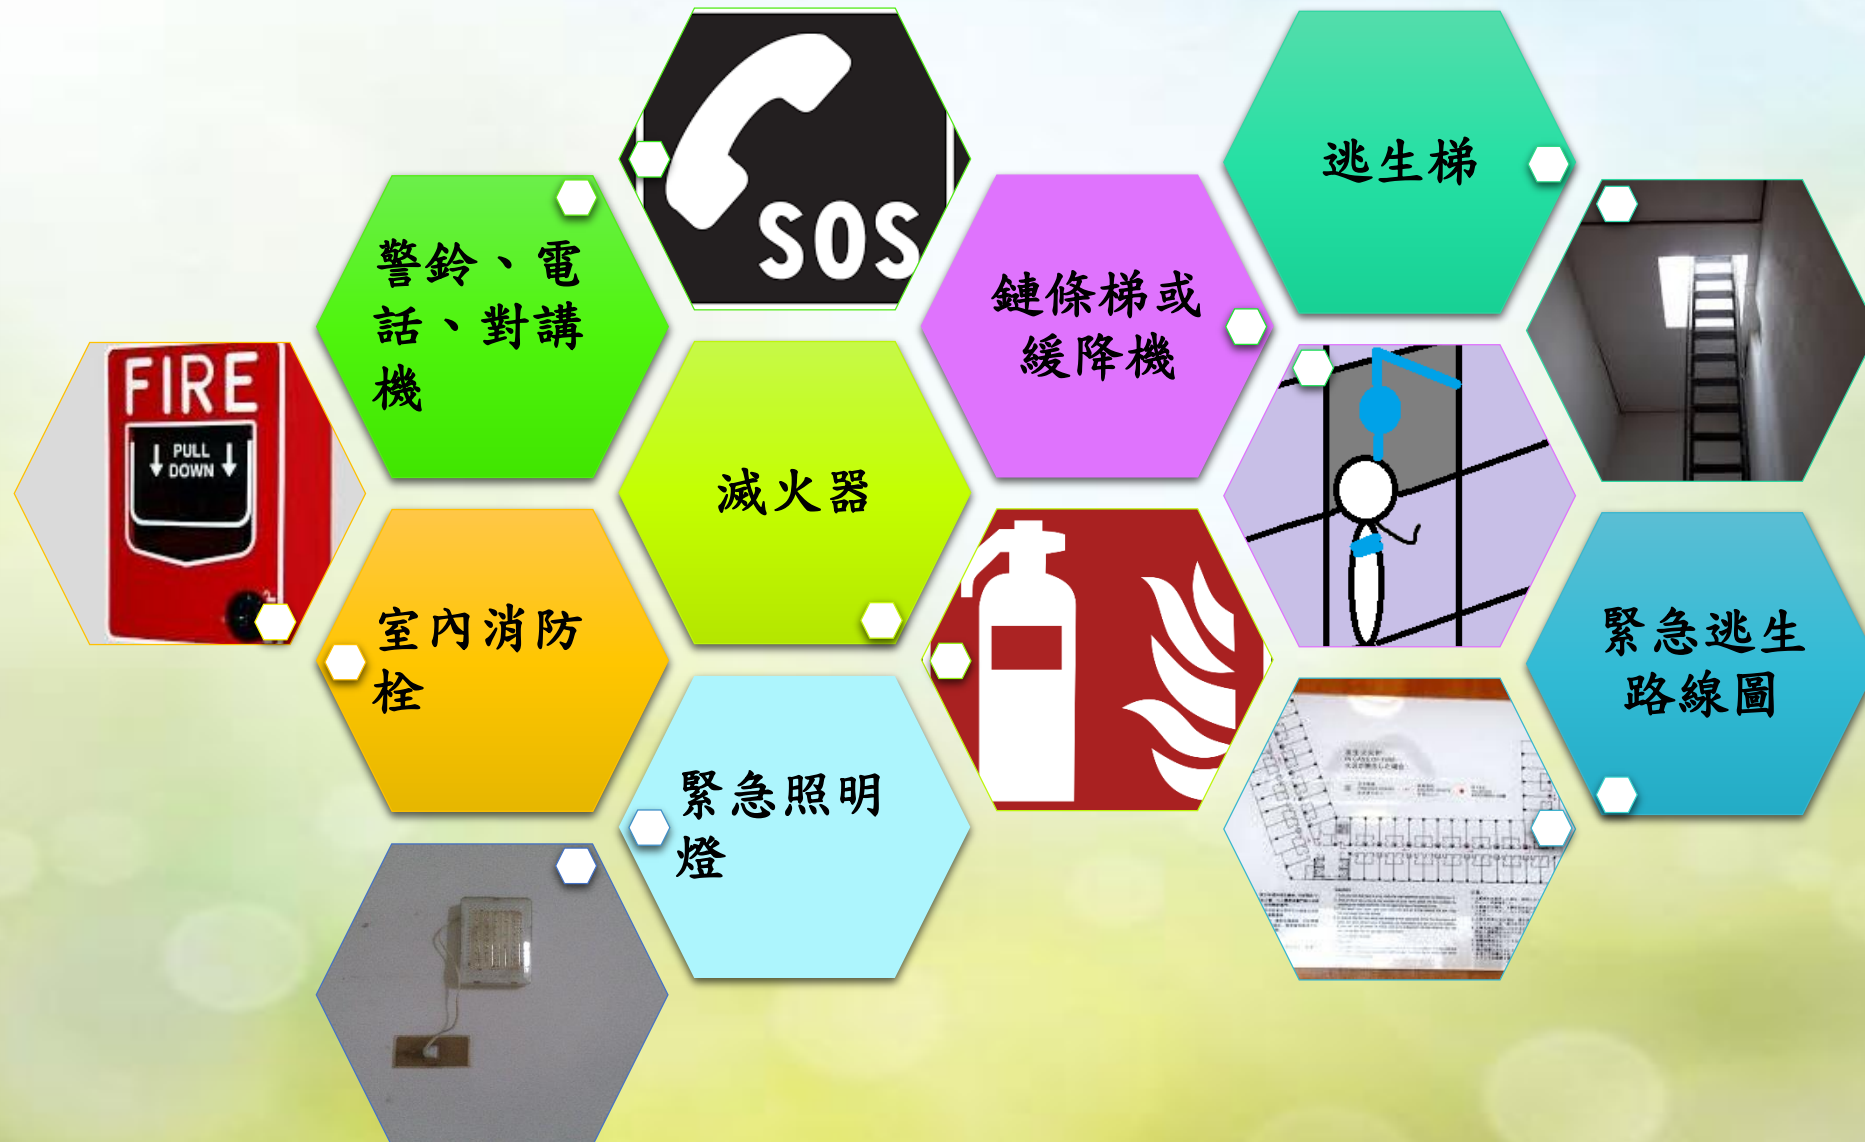 SOS
逃生梯
警鈴、電
話、對講
機
鏈條梯或
緩降機
FIRE
PULL
DOWN
滅火器
室內消防
栓
緊急逃生
路線圖
緊急照明
燈